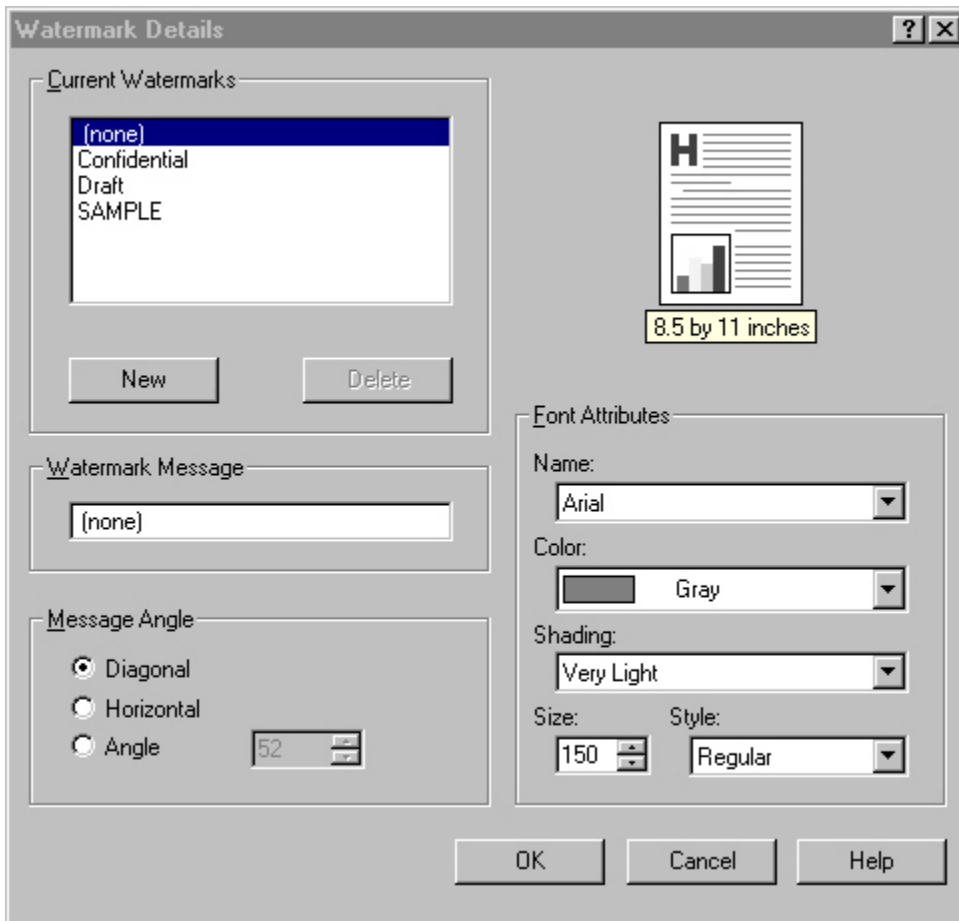 Watermark Details
Current Watermarks
(none)
Confidential
Draft
SAMPLE
New
Delete
H
8.5 by 11 inches
Watermark Message
(none)
Message Angle
Diagonal
Horizontal
Angle
52
Font Attributes
Name:
Arial
Color:
Gray
Shading:
Very Light
Size: Style:
150 Regular
OK Cancel Help